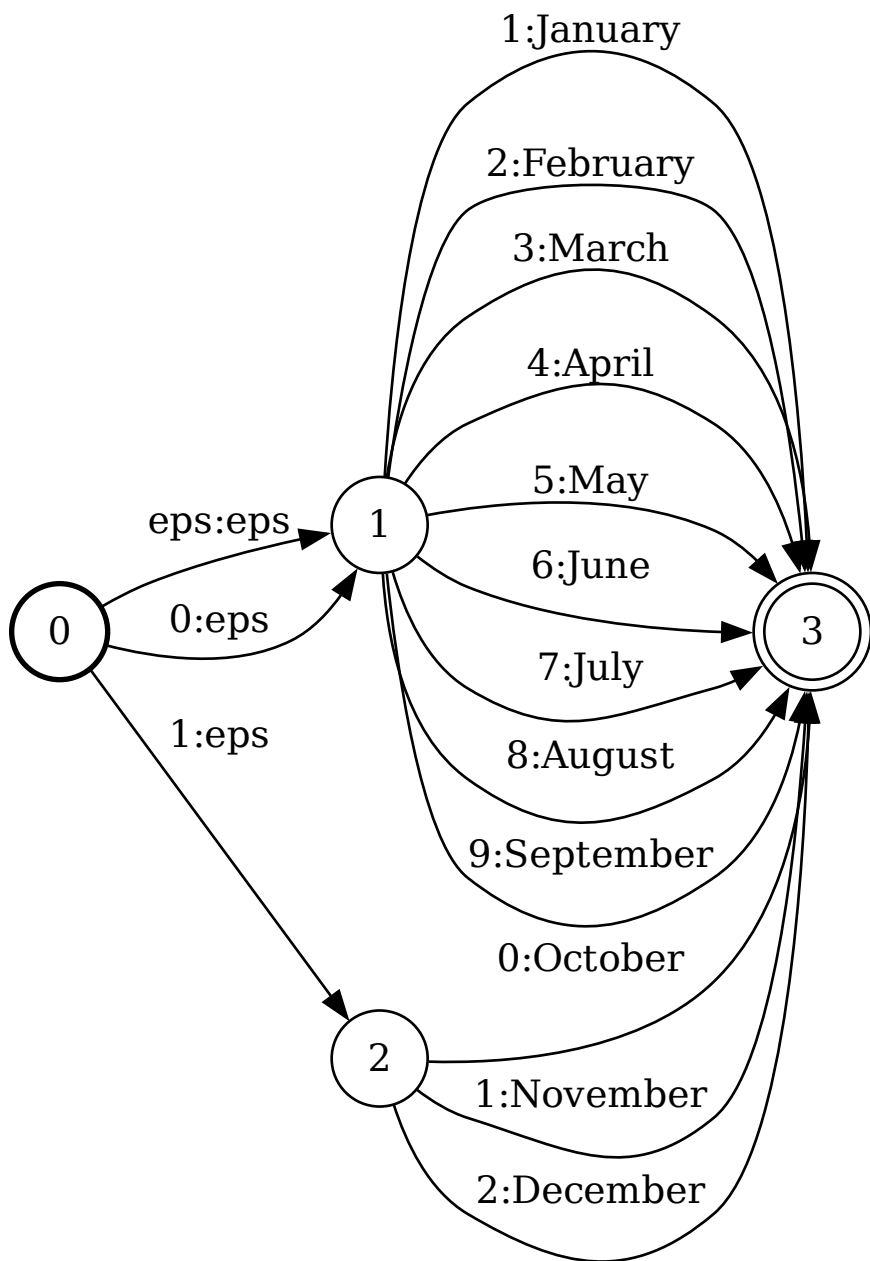 1:January
2:February
3:March
4:April
5:May
eps:eps
1
6:June
0:eps
0
3
7:July
1:eps
8:August
9:September
0:October
2
1:November
2:December